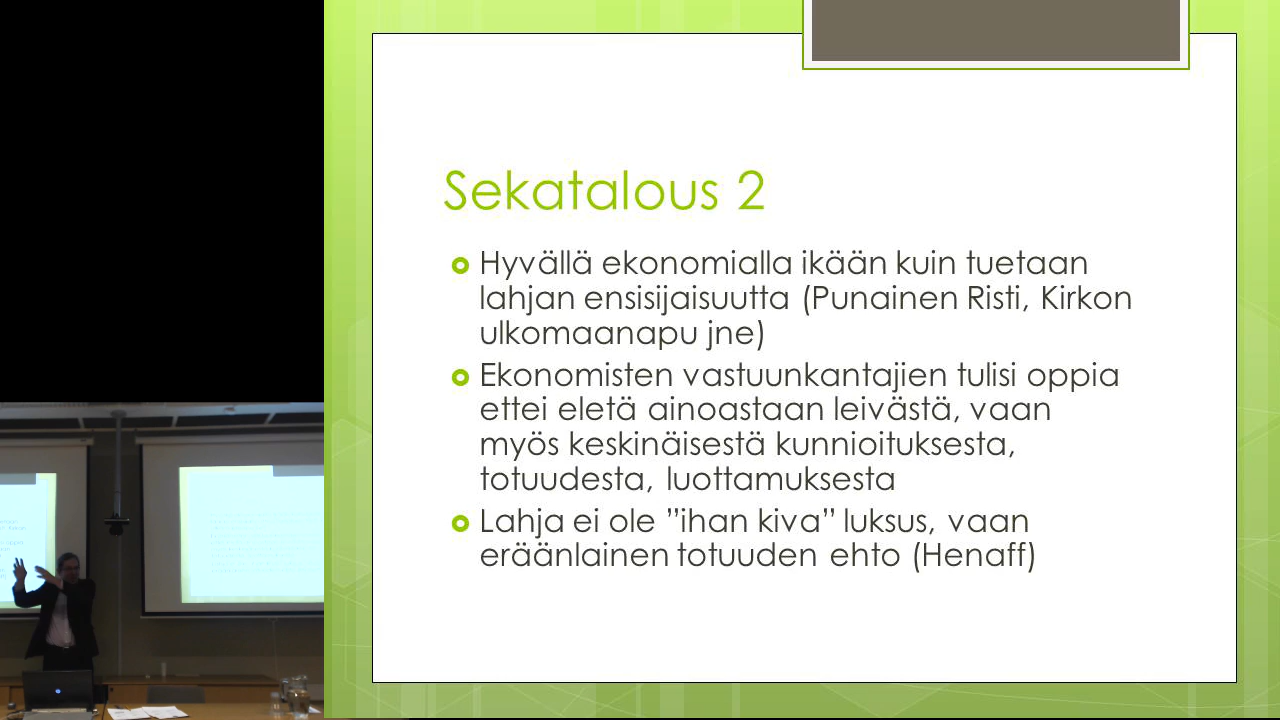 Sekatalous 2
Hyvällä ekonomialla ikään kuin tuetaan
lahjan ensisijaisuutta (Punainen Risti, Kirkon
ulkomaanapu jne)
Ekonomisten vastuunkantajien tulisi oppia
ettei eletä ainoastaan leivästä, vaan
myös keskinäisestä kunnioituksesta,
totuudesta, luottamuksesta
Lahja ei ole ”ihan kiva” luksus, vaan
eräänlainen totuuden ehto (Henaff)